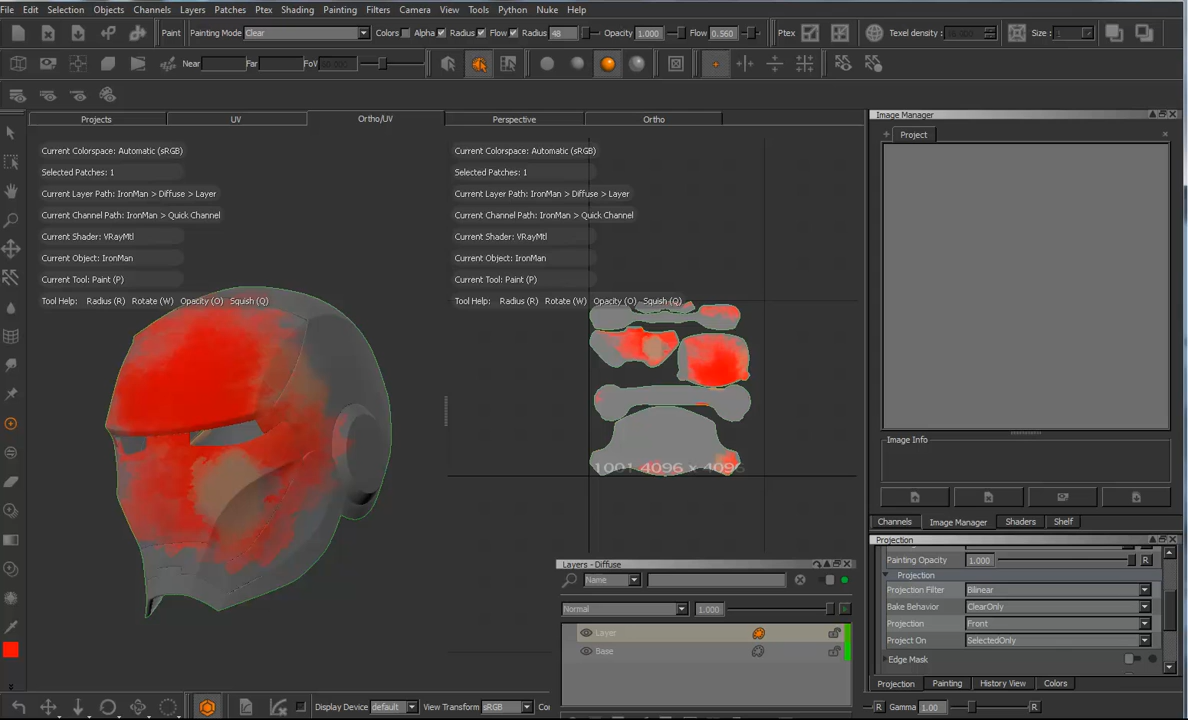 File Edit Selection Objects Channels Layers Patches Ptex Shading Painting Filters Camera View Tools Python Nuke Help
Paint Painting Mode Clear Colors Alpha Radius Flow Radius 48 Opacity 1.000 Flow 0.560 Ptex Texel density: Size :
Near Far FoV
Projects UV Ortho/UV Perspective Ortho
Image Manager
Project
Current Colorspace: Automatic (sRGB)
Selected Patches: 1
Current Layer Path: IronMan > Diffuse > Layer
Current Channel Path: IronMan > Quick Channel
Current Shader: VRayMtl
Current Object: IronMan
Current Tool: Paint (P)
Tool Help: Radius (R) Rotate (W) Opacity (O) Squish (Q)
Current Colorspace: Automatic (sRGB)
Selected Patches: 1
Current Layer Path: IronMan > Diffuse > Layer
Current Channel Path: IronMan > Quick Channel
Current Shader: VRayMtl
Current Object: IronMan
Current Tool: Paint (P)
Tool Help: Radius (R) Rotate (W) Opacity (O) Squish (Q)
1001 4096 x 4096
Image Info
Channels Image Manager Shaders Shelf
Projection
Painting Opacity 1.000 R
Projection
Projection Filter Bilinear
Bake Behavior ClearOnly
Projection Front
Project On SelectedOnly
Edge Mask
Projection Painting History View Colors
Layers - Diffuse
Name
Normal 1.000
Layer
Base
Display Device default View Transform sRGB Co
R Gamma 1.00 R